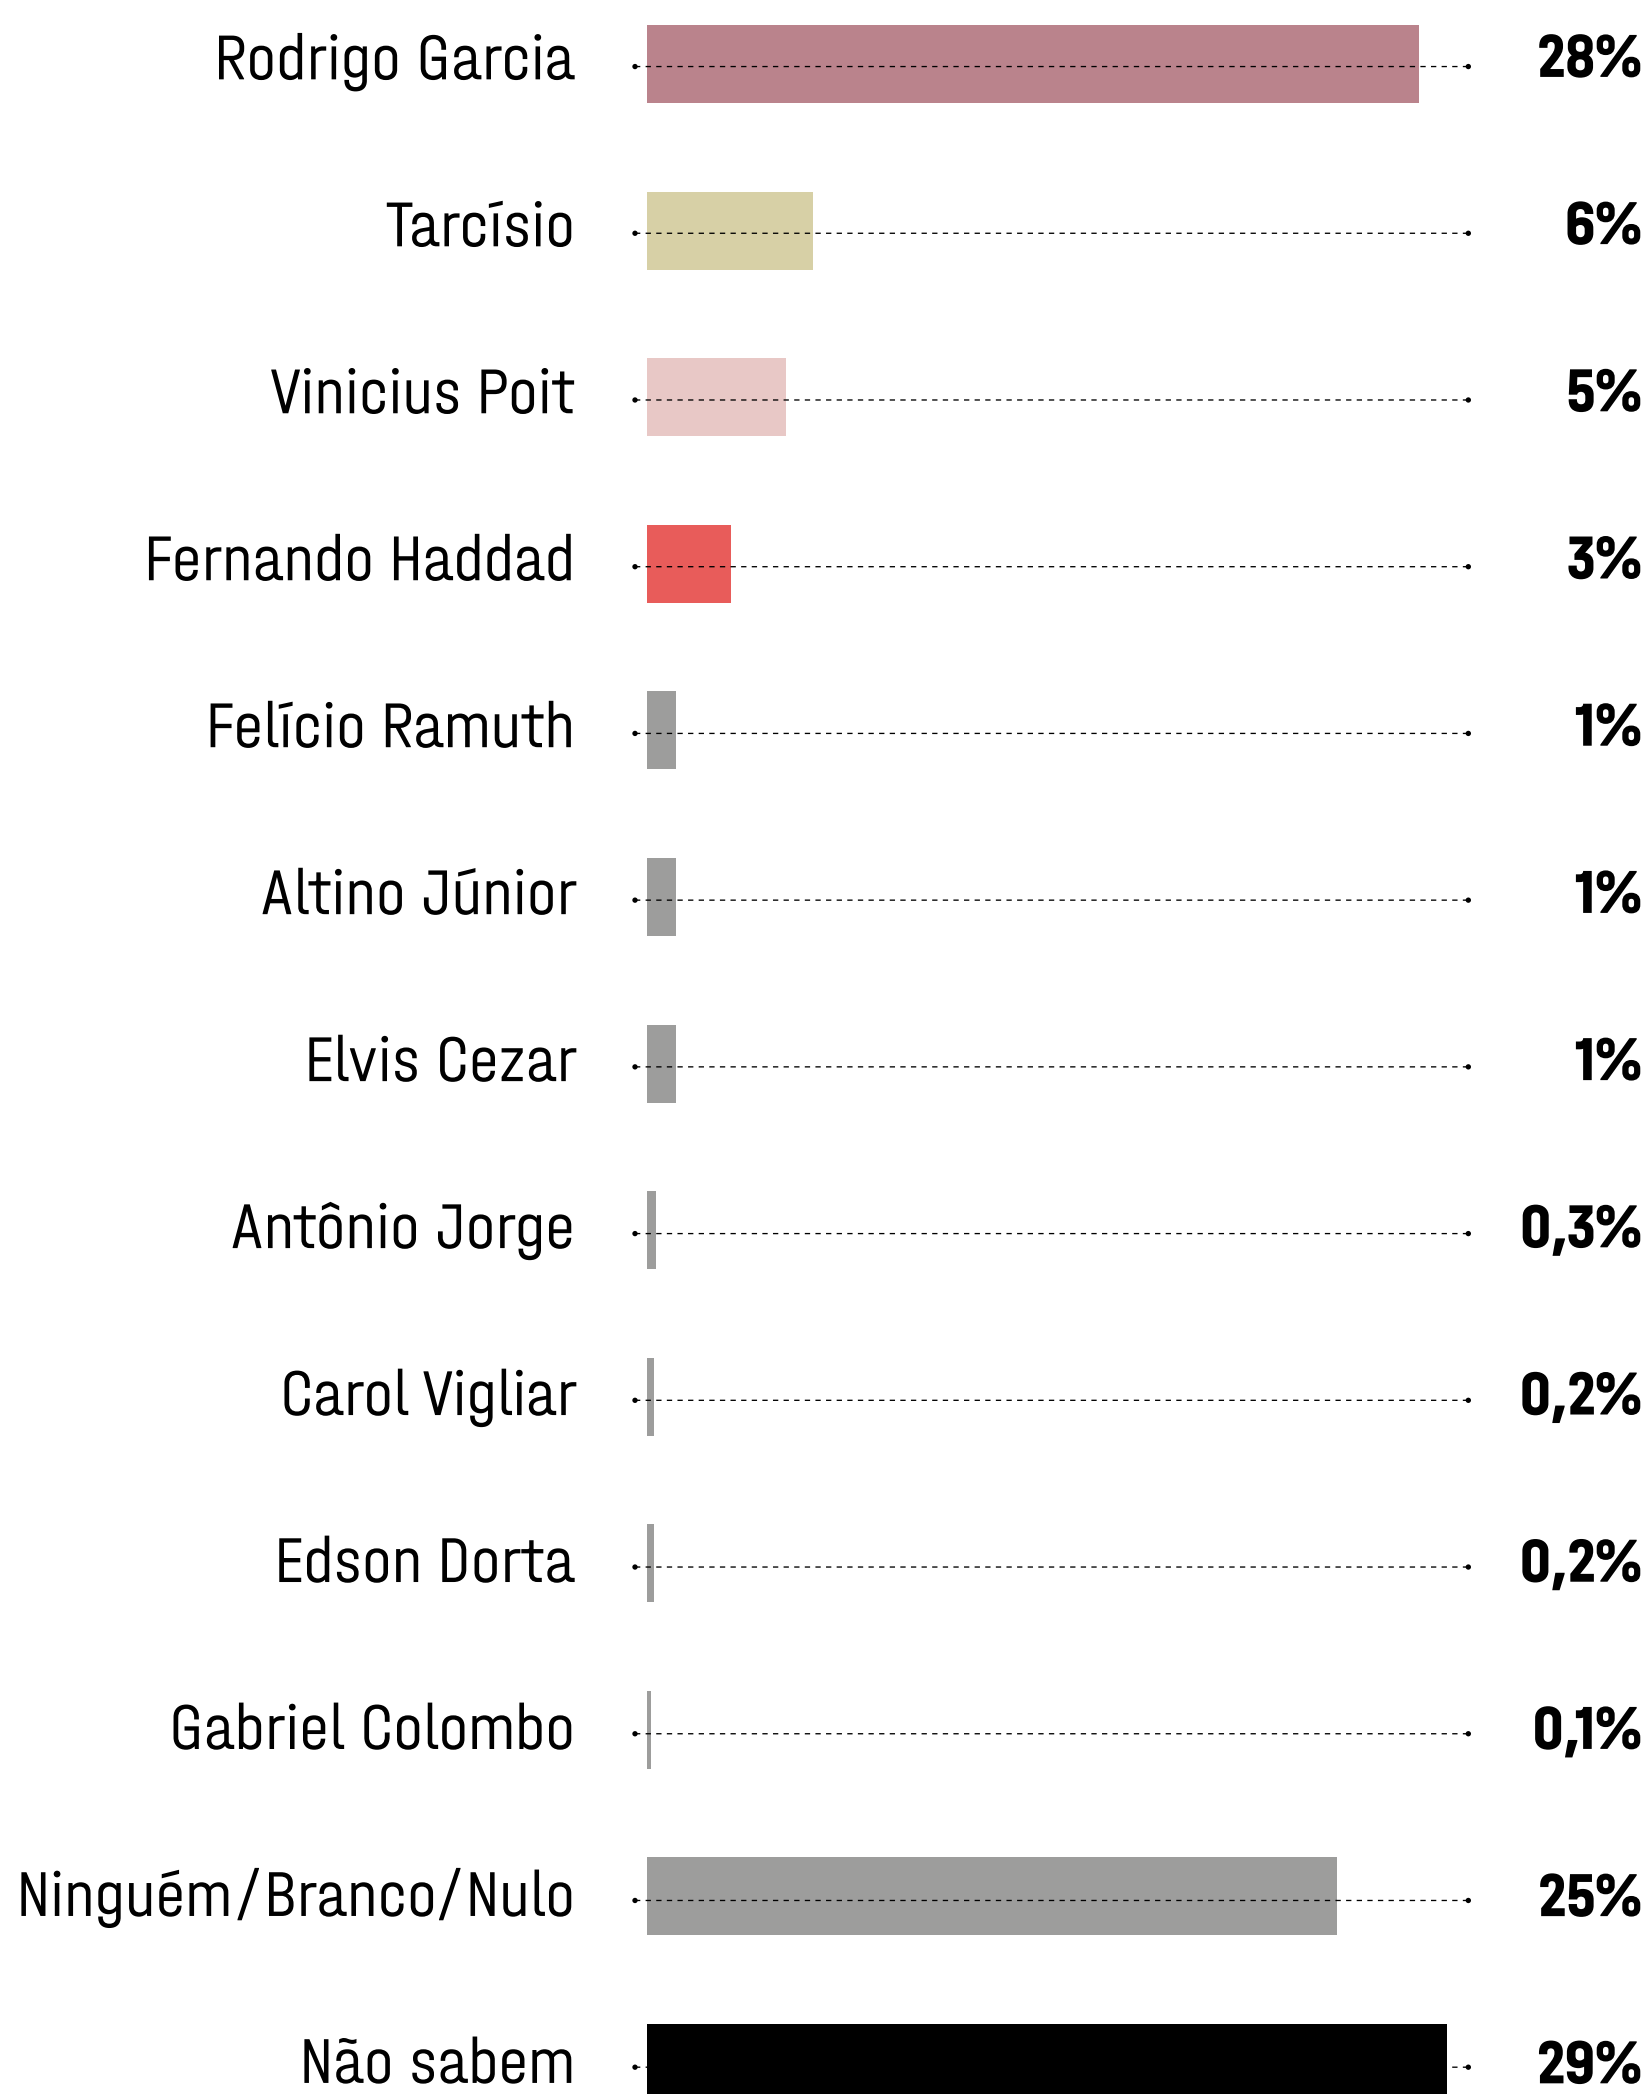 Rodrigo Garcia 28%
Tarcísio 6%
Vinicius Poit 5%
Fernando Haddad 3%
Felício Ramuth 1%
Altino Júnior 1%
Elvis Cezar 1%
Antônio Jorge 0,3%
Carol Vigliar 0,2%
Edson Dorta 0,2%
Gabriel Colombo 0,1%
Ninguém/Branco/Nulo 25%
Não sabem 29%